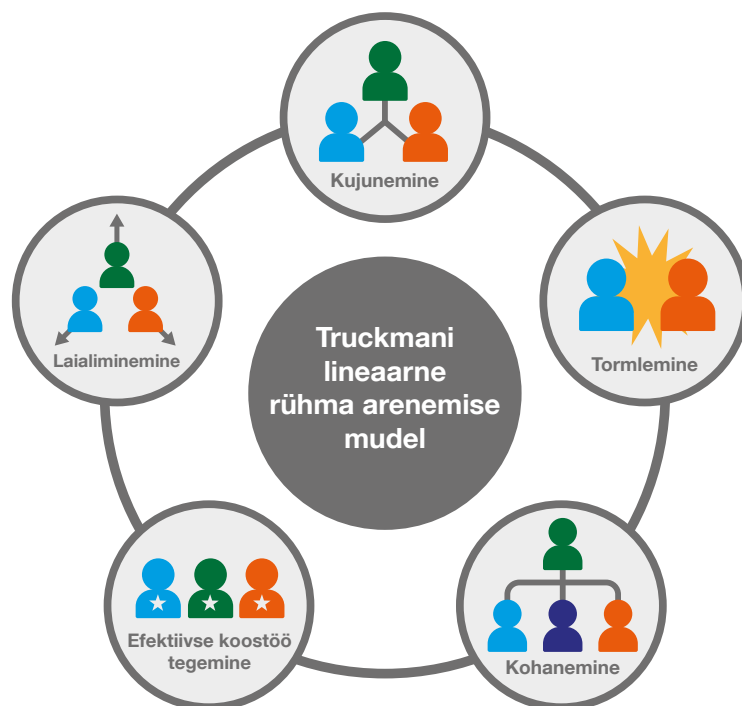 Kujunemine
Tormlemine
Kohanemine
Efektiivse koostöö
tegemine
Laialiminemine
Truckmani
lineaarne
rühma arenemise
mudel